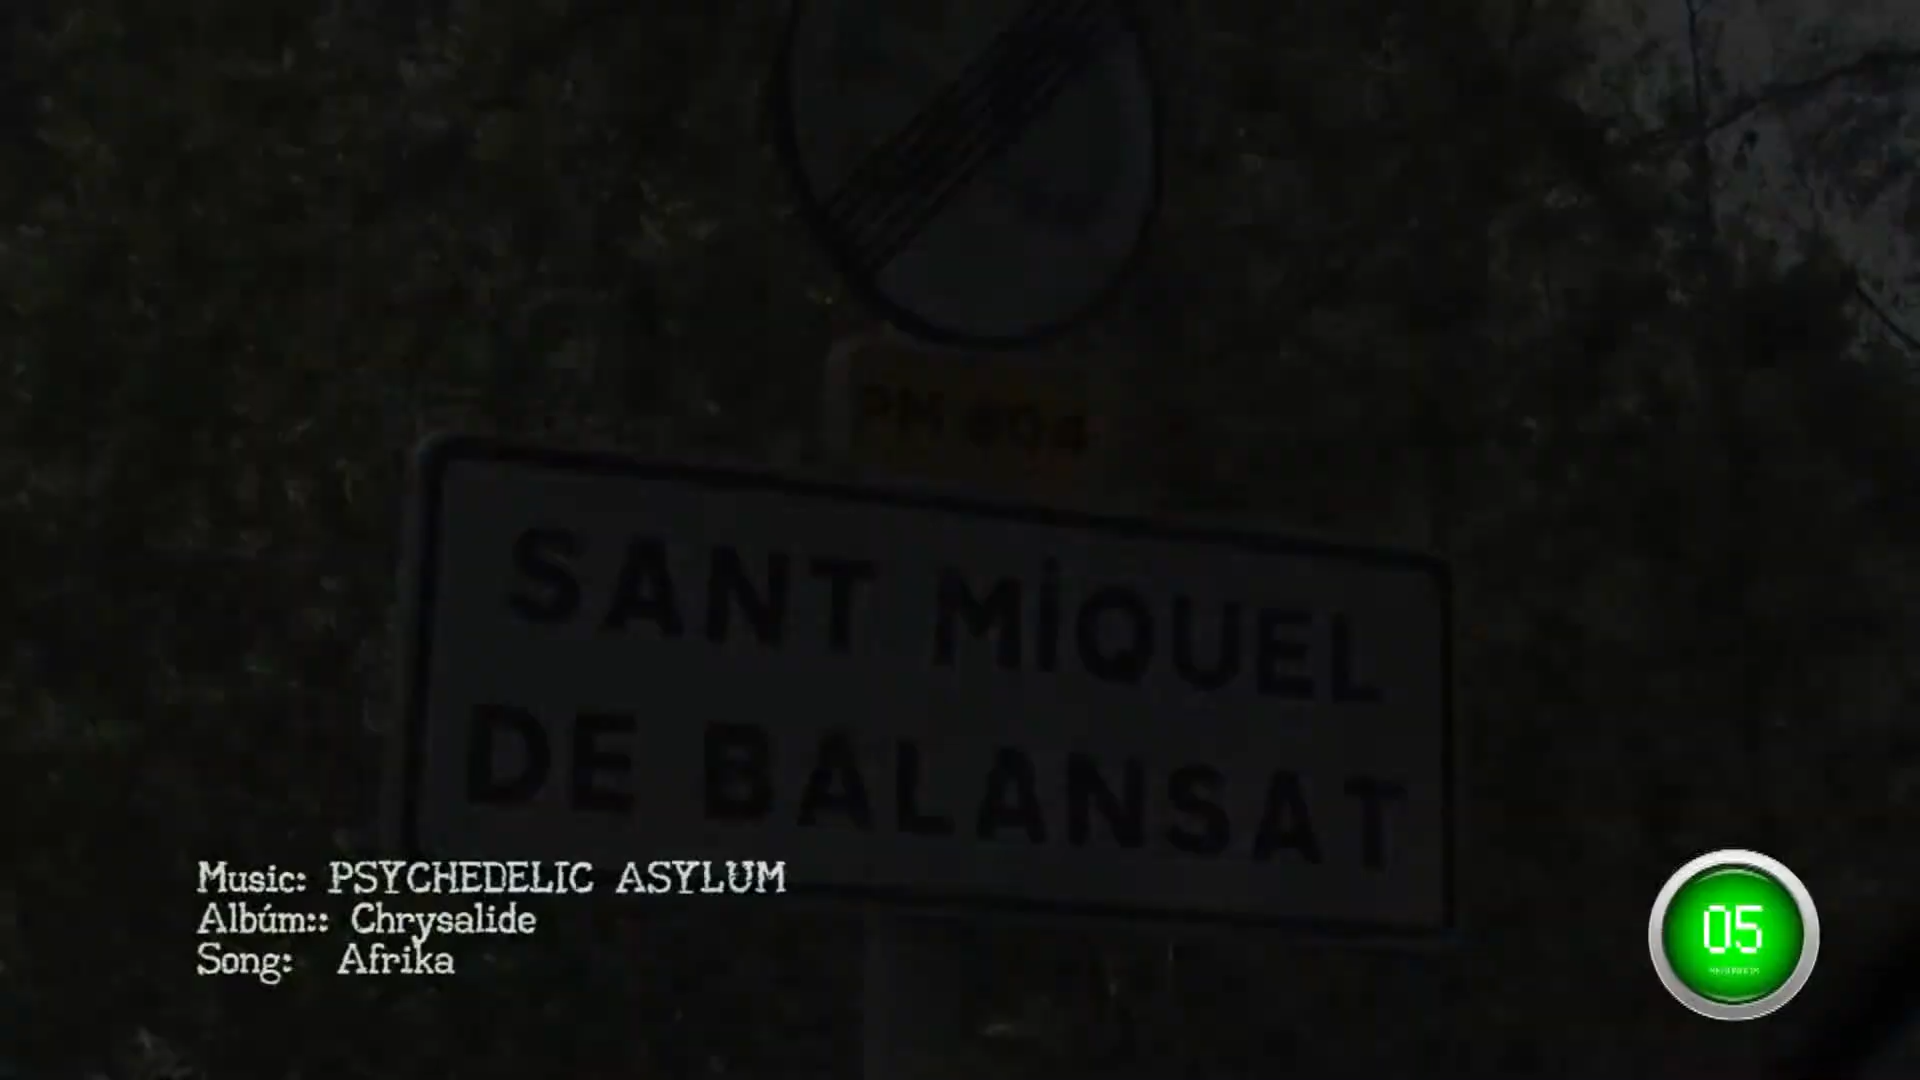 SANT MİQUEL
DE BALANSAT
Music: PSYCHEDELIC ASYLUM
Albúm:: Chrysalide
Song: Afrika
05